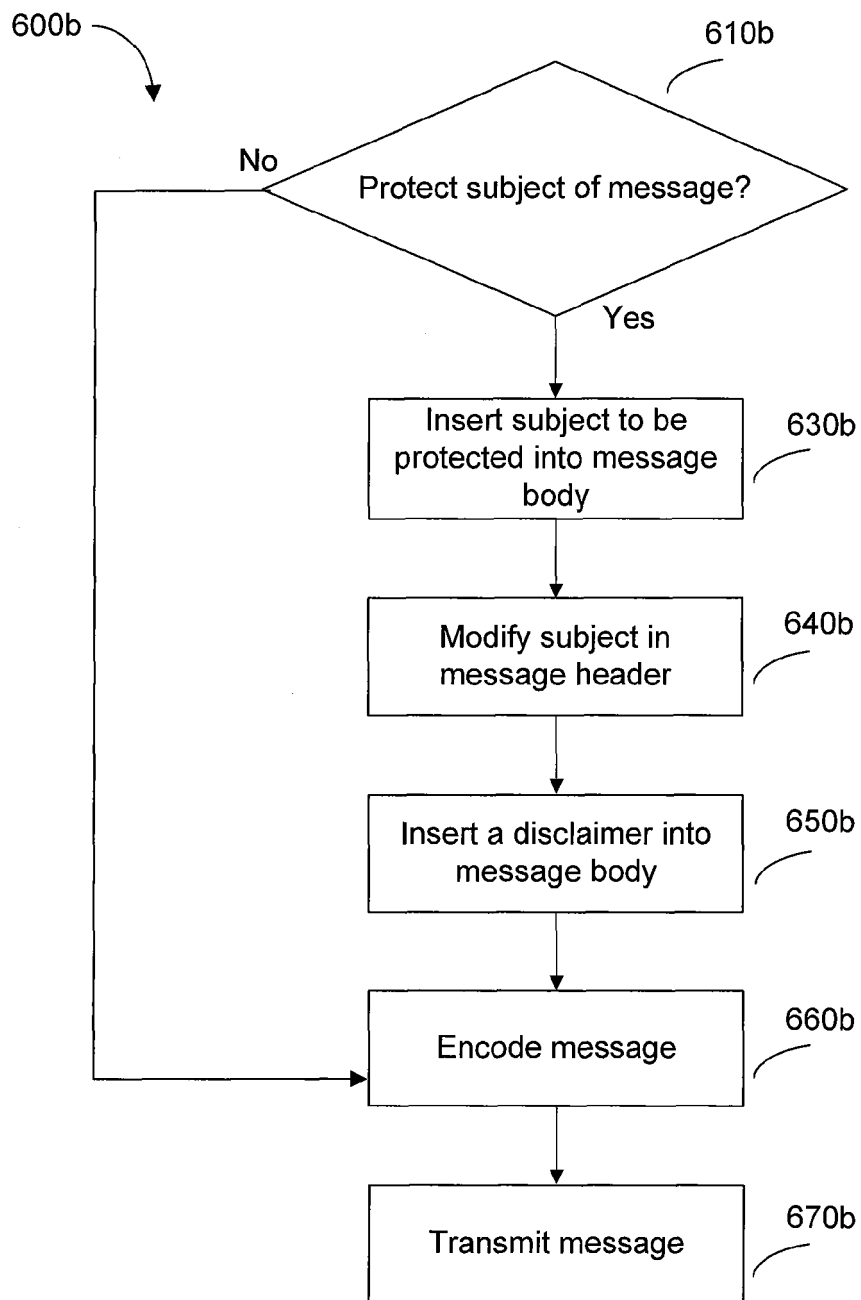 600b
610b
No
Protect subject of message?
Yes
Insert subject to be
protected into message
body
630b
Modify subject in
message header
640b
Insert a disclaimer into
message body
650b
Encode message
660b
Transmit message
670b